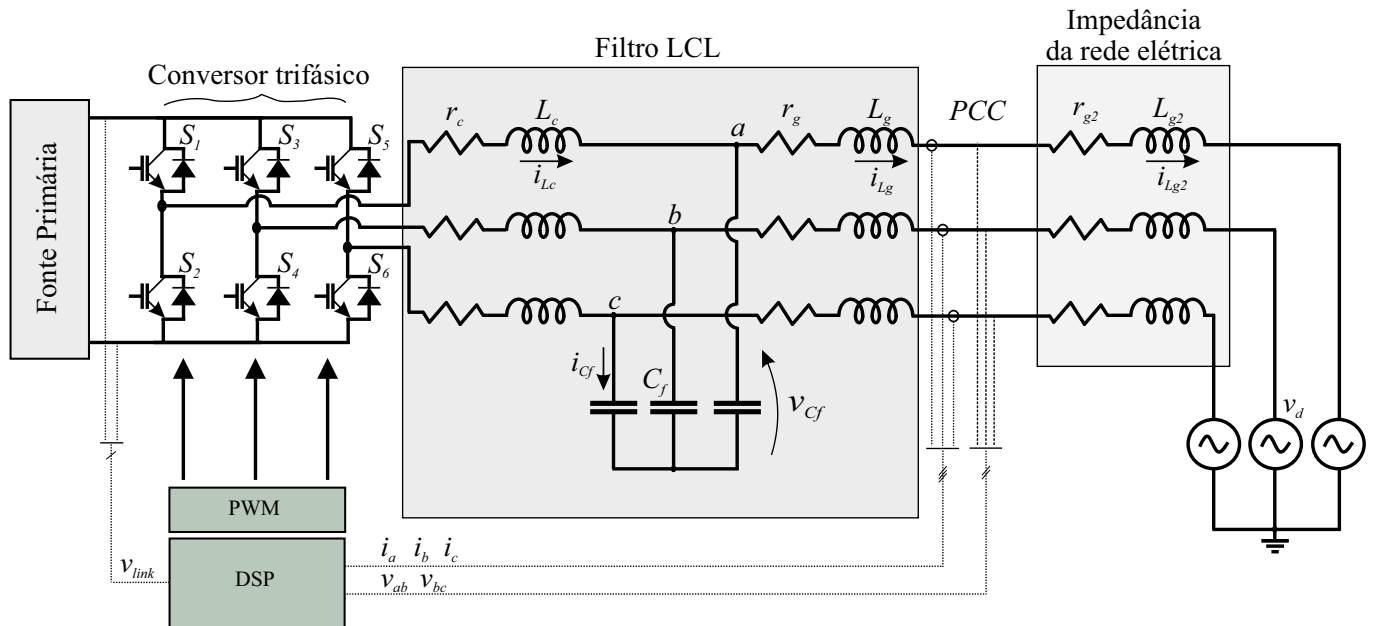 Impedância
da rede elétrica
Filtro LCL
Conversor trifásico
Fonte Primária
S1 S3 S5
S2 S4 S6
rc Lc a rg Lg PCC rg2 Lg2
iLc iLg iLg2
b
c
iCf Cf vCf
vd
PWM
DSP
vlink
ia ib ic
vab vbc